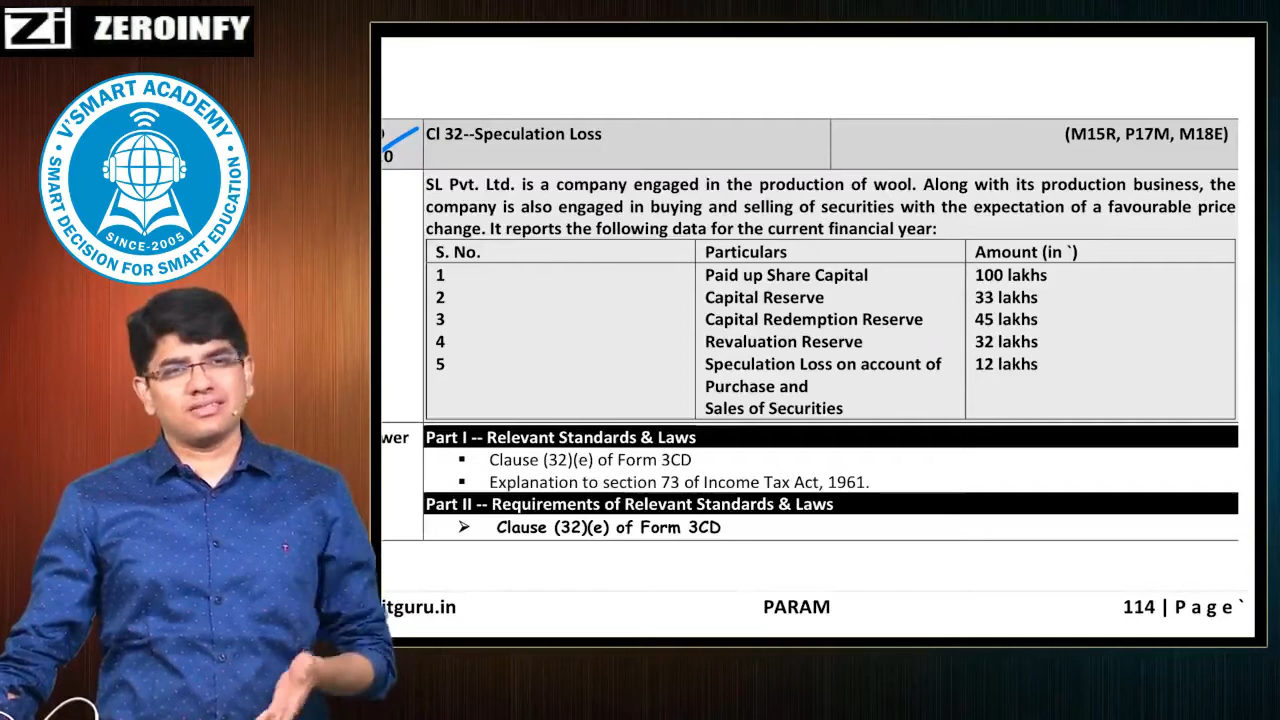 Zi ZEROINFY
V'SMART ACADEMY
SMART DECISION FOR SMART EDUCATION
SINCE-2005
0
Cl 32--Speculation Loss (M15R, P17M, M18E)
SL Pvt. Ltd. is a company engaged in the production of wool. Along with its production business, the
company is also engaged in buying and selling of securities with the expectation of a favourable price
change. It reports the following data for the current financial year:
S. No. Particulars Amount (in `)
1 Paid up Share Capital 100 lakhs
2 Capital Reserve 33 lakhs
3 Capital Redemption Reserve 45 lakhs
4 Revaluation Reserve 32 lakhs
5 Speculation Loss on account of 12 lakhs
Purchase and
Sales of Securities
wer Part I -- Relevant Standards & Laws
▪ Clause (32)(e) of Form 3CD
▪ Explanation to section 73 of Income Tax Act, 1961.
Part II -- Requirements of Relevant Standards & Laws
➢ Clause (32)(e) of Form 3CD
itguru.in PARAM 114 | P a g e `